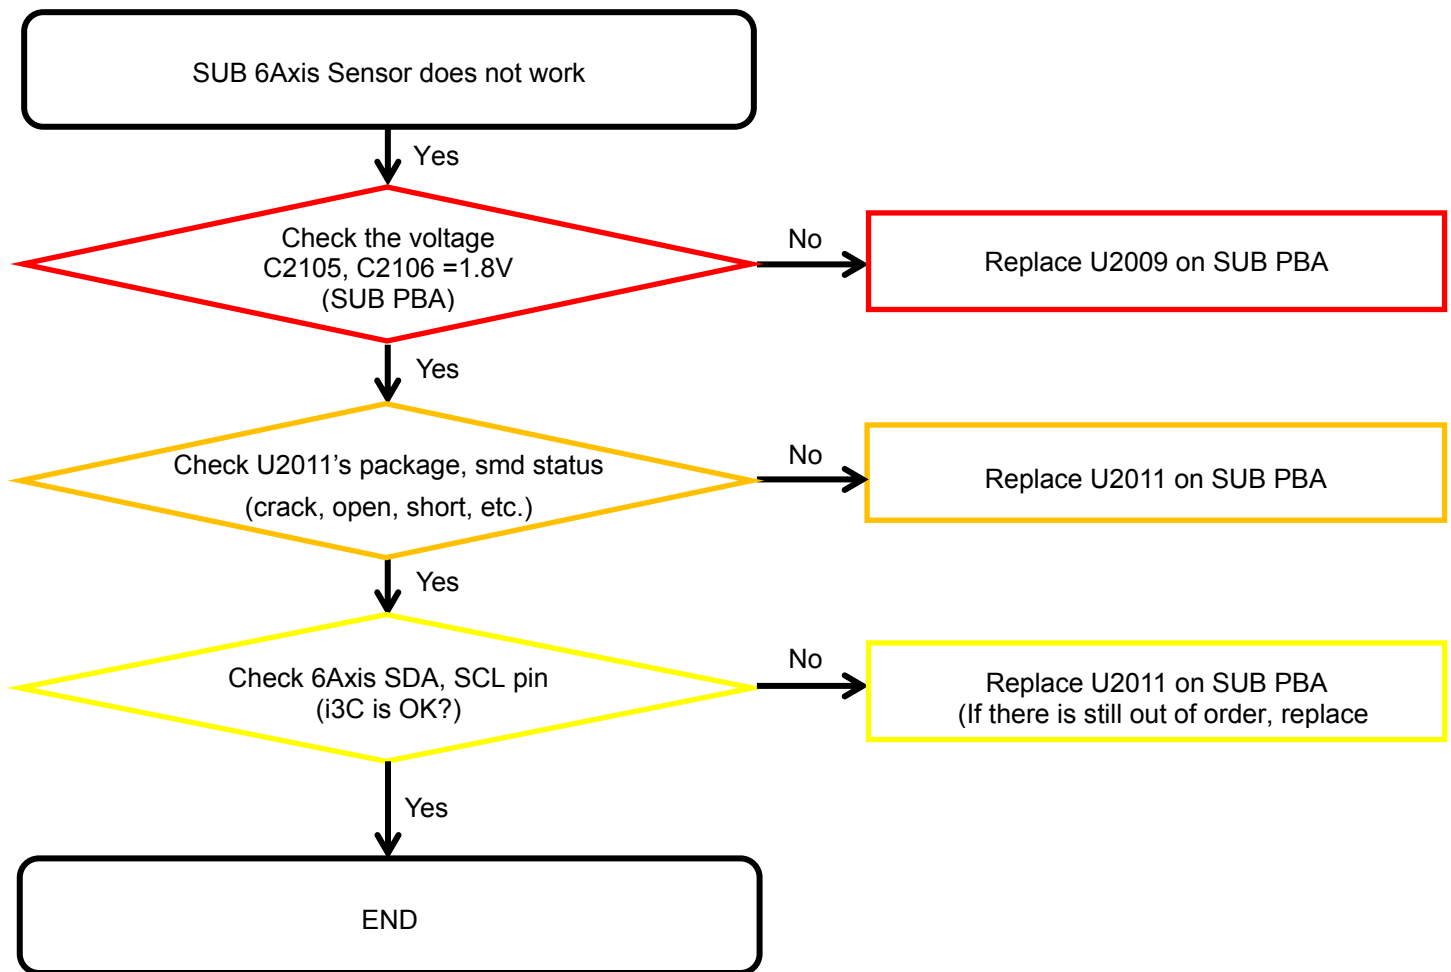 SUB 6Axis Sensor does not work
Yes
Check the voltage
C2105, C2106 =1.8V
(SUB PBA)
No
Replace U2009 on SUB PBA
Yes
Check U2011’s package, smd status
(crack, open, short, etc.)
No
Replace U2011 on SUB PBA
Yes
Check 6Axis SDA, SCL pin
(i3C is OK?)
No
Replace U2011 on SUB PBA
(If there is still out of order, replace
Yes
END